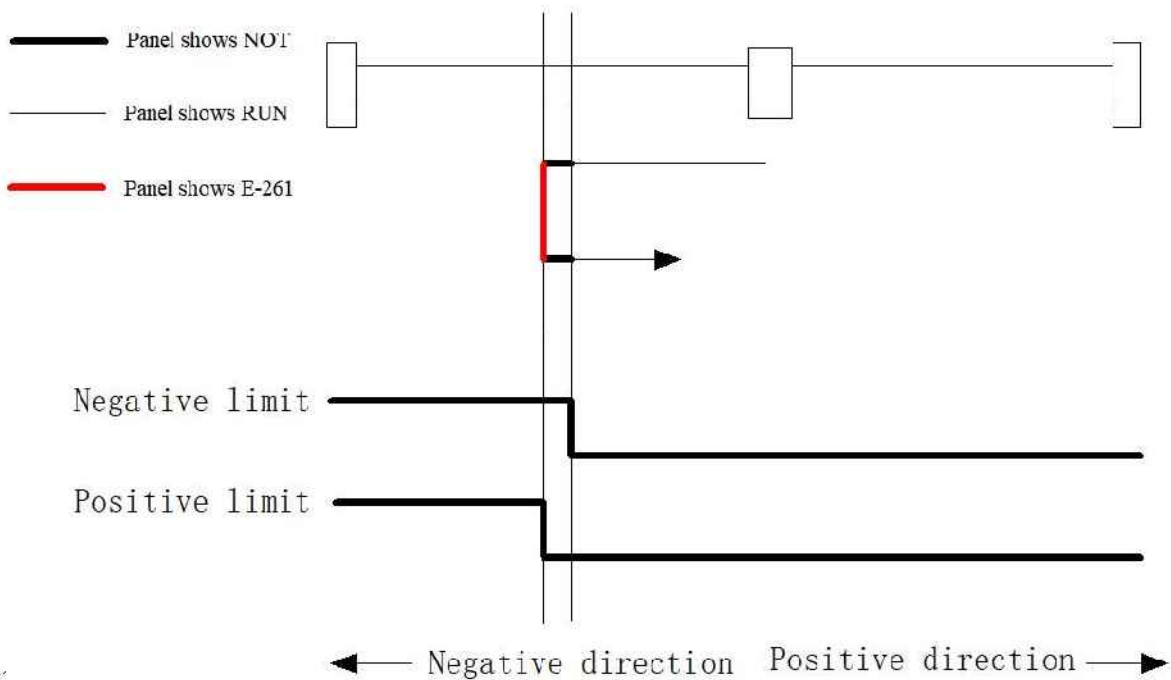 Panel shows NOT
Panel shows RUN
Panel shows E-261
Negative limit
Positive limit
Negative direction
Positive direction